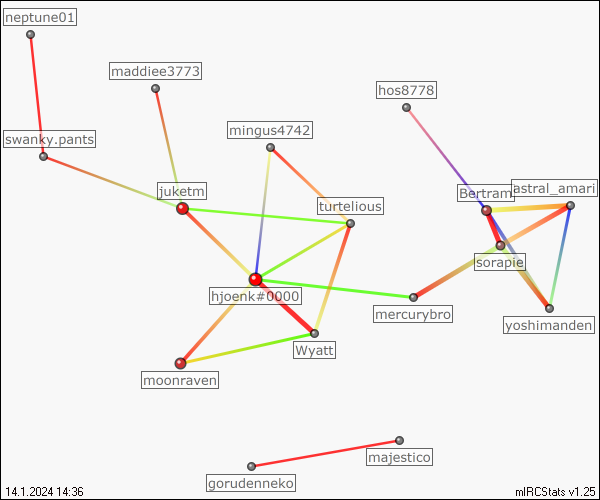 neptune01
maddiee3773
hos8778
mingus4742
swanky.pants
juketm
Bertram
astral_amari
turtelious
sorapie
hjoenk#0000
mercurybro
yoshimanden
Wyatt
moonraven
majestico
gorudenneko
14.1.2024 14:36
mIRCStats v1.25